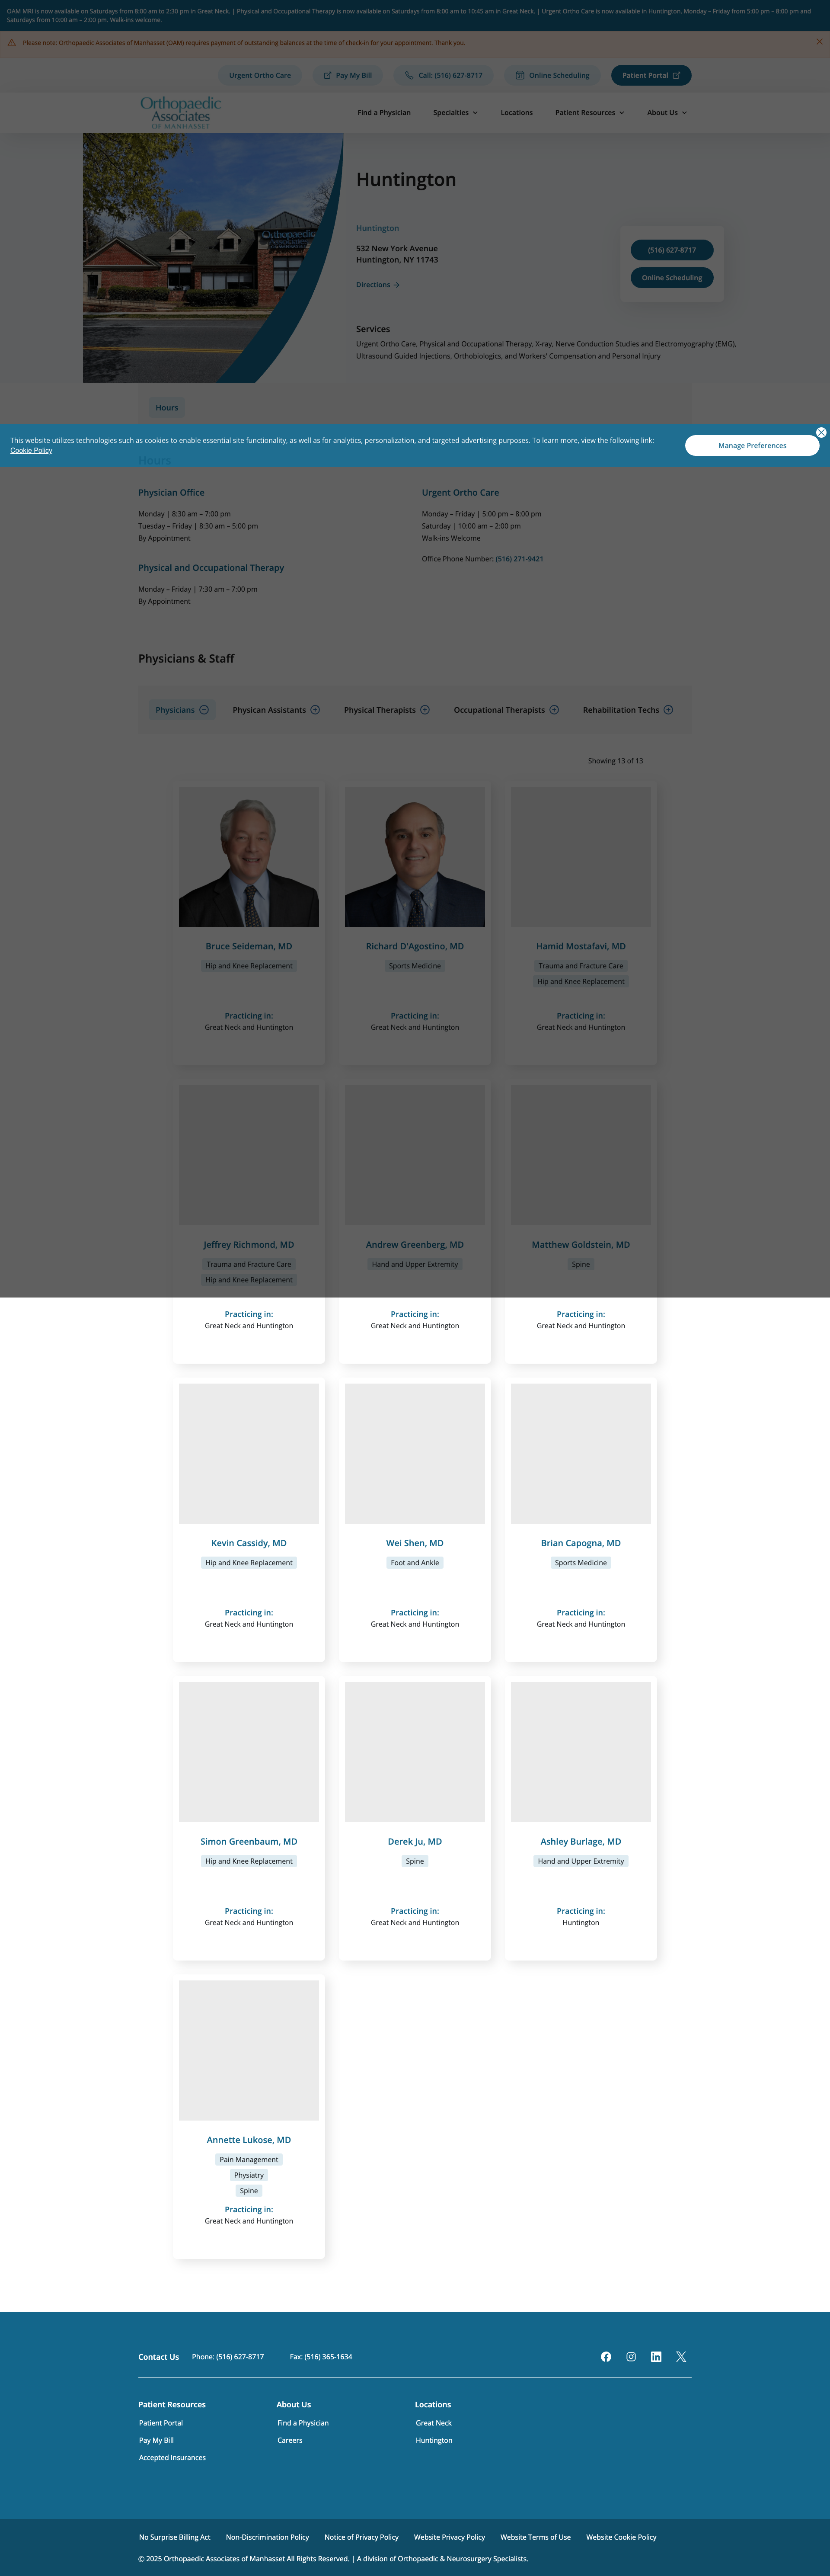 OAM MRI is now available on Saturdays from 8:00 am to 2:30 pm in Great Neck. | Physical and Occupational Therapy is now available on Saturdays from 8:00 am to 10:45 am in Great Neck. | Urgent Ortho Care is now available in Huntington, Monday – Friday from 5:00 pm – 8:00 pm and
Saturdays from 10:00 am – 2:00 pm. Walk-ins welcome.
Please note: Orthopaedic Associates of Manhasset (OAM) requires payment of outstanding balances at the time of check-in for your appointment. Thank you.
Urgent Ortho Care
Pay My Bill
Call: (516) 627-8717
Online Scheduling
Patient Portal
Orthopaedic
Associates
OF MANHASSET
Find a Physician
Specialties
Locations
Patient Resources
About Us
Huntington
Huntington
532 New York Avenue
Huntington, NY 11743
Directions
(516) 627-8717
Online Scheduling
Services
Urgent Ortho Care, Physical and Occupational Therapy, X-ray, Nerve Conduction Studies and Electromyography (EMG),
Ultrasound Guided Injections, Orthobiologics, and Workers' Compensation and Personal Injury
Hours
This website utilizes technologies such as cookies to enable essential site functionality, as well as for analytics, personalization, and targeted advertising purposes. To learn more, view the following link:
Cookie Policy
Manage Preferences
Hours
Physician Office
Monday | 8:30 am – 7:00 pm
Tuesday – Friday | 8:30 am – 5:00 pm
By Appointment
Urgent Ortho Care
Monday – Friday | 5:00 pm – 8:00 pm
Saturday | 10:00 am – 2:00 pm
Walk-ins Welcome
Office Phone Number: (516) 271-9421
Physical and Occupational Therapy
Monday – Friday | 7:30 am – 7:00 pm
By Appointment
Physicians & Staff
Physicians
Physican Assistants
Physical Therapists
Occupational Therapists
Rehabilitation Techs
Showing 13 of 13
Bruce Seideman, MD
Hip and Knee Replacement
Practicing in:
Great Neck and Huntington
Richard D'Agostino, MD
Sports Medicine
Practicing in:
Great Neck and Huntington
Hamid Mostafavi, MD
Trauma and Fracture Care
Hip and Knee Replacement
Practicing in:
Great Neck and Huntington
Jeffrey Richmond, MD
Trauma and Fracture Care
Hip and Knee Replacement
Practicing in:
Great Neck and Huntington
Andrew Greenberg, MD
Hand and Upper Extremity
Practicing in:
Great Neck and Huntington
Matthew Goldstein, MD
Spine
Practicing in:
Great Neck and Huntington
Kevin Cassidy, MD
Hip and Knee Replacement
Practicing in:
Great Neck and Huntington
Wei Shen, MD
Foot and Ankle
Practicing in:
Great Neck and Huntington
Brian Capogna, MD
Sports Medicine
Practicing in:
Great Neck and Huntington
Simon Greenbaum, MD
Hip and Knee Replacement
Practicing in:
Great Neck and Huntington
Derek Ju, MD
Spine
Practicing in:
Great Neck and Huntington
Ashley Burlage, MD
Hand and Upper Extremity
Practicing in:
Huntington
Annette Lukose, MD
Pain Management
Physiatry
Spine
Practicing in:
Great Neck and Huntington
Contact Us
Phone: (516) 627-8717
Fax: (516) 365-1634
Patient Resources
Patient Portal
Pay My Bill
Accepted Insurances
About Us
Find a Physician
Careers
Locations
Great Neck
Huntington
No Surprise Billing Act
Non-Discrimination Policy
Notice of Privacy Policy
Website Privacy Policy
Website Terms of Use
Website Cookie Policy
© 2025 Orthopaedic Associates of Manhasset All Rights Reserved. | A division of Orthopaedic & Neurosurgery Specialists.